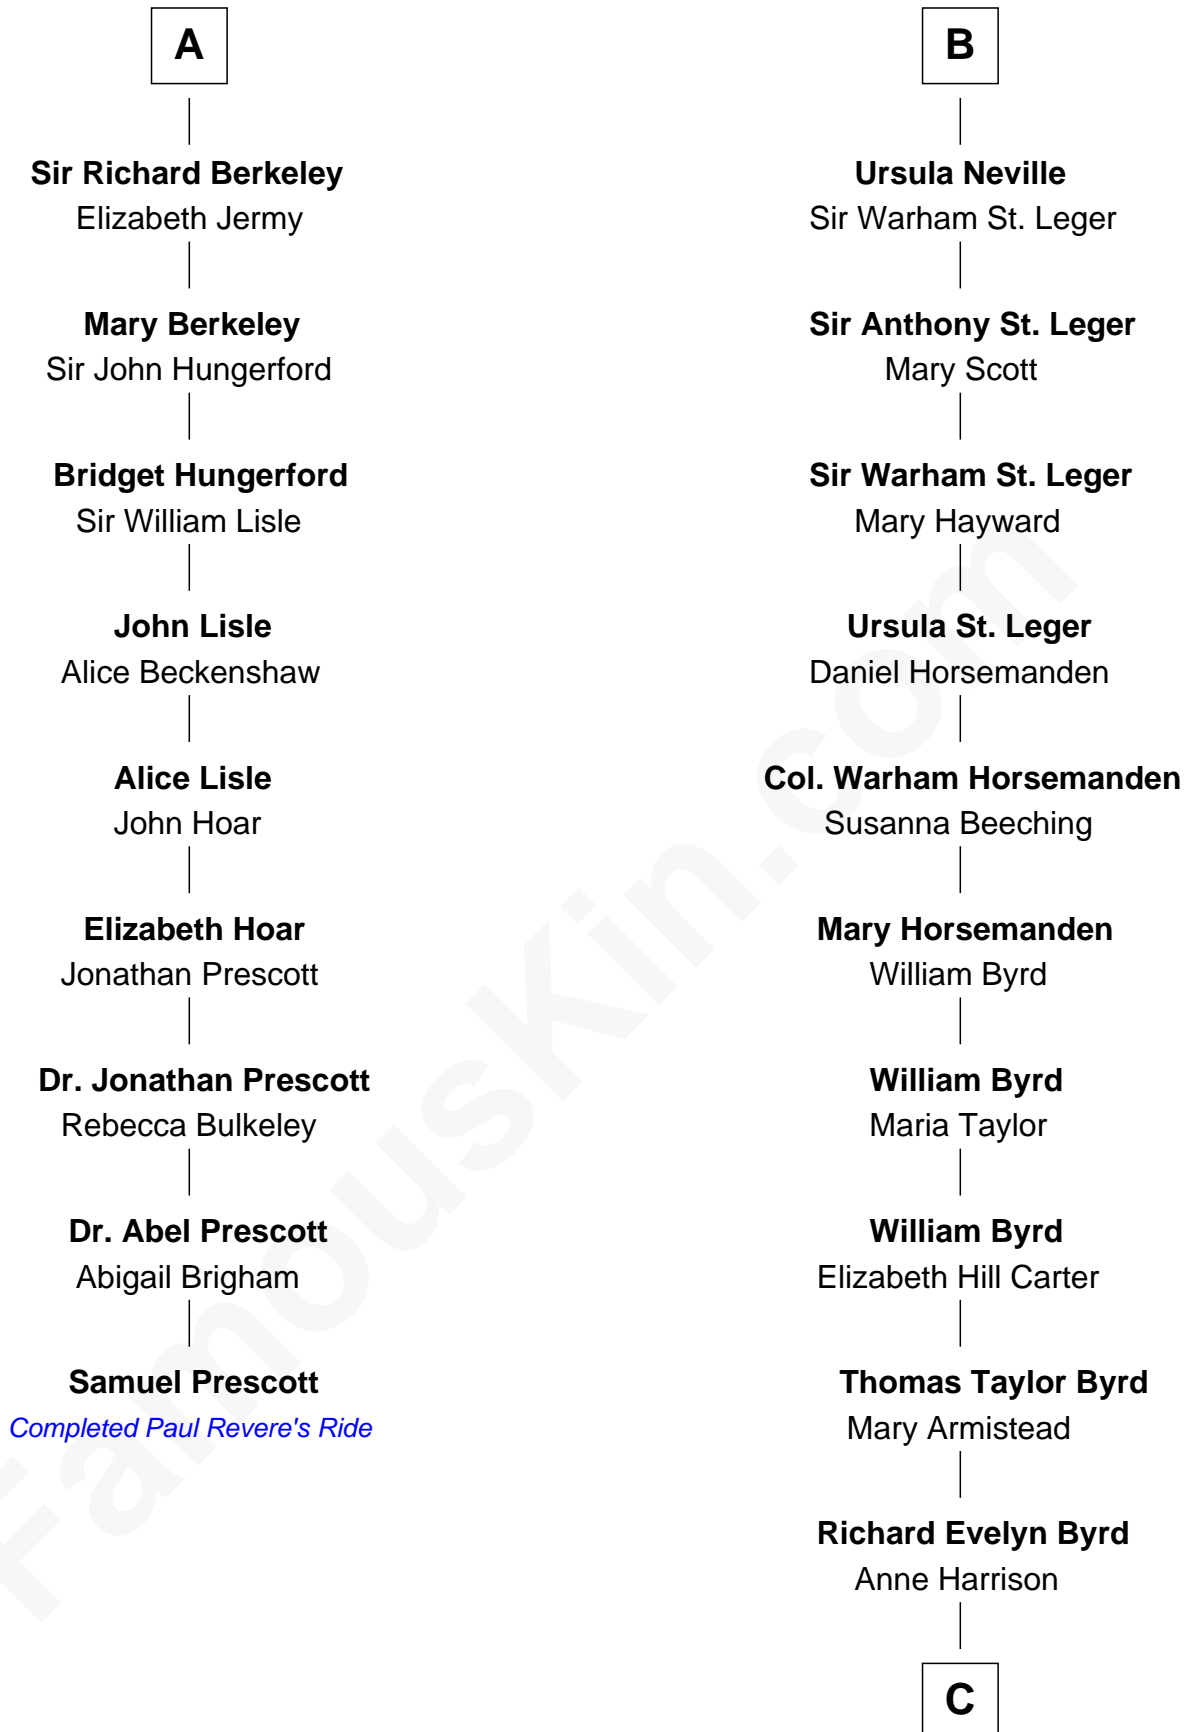 A
Sir Richard Berkeley
Elizabeth Jermy
Mary Berkeley
Sir John Hungerford
Bridget Hungerford
Sir William Lisle
John Lisle
Alice Beckenshaw
Alice Lisle
John Hoar
Elizabeth Hoar
Jonathan Prescott
Dr. Jonathan Prescott
Rebecca Bulkeley
Dr. Abel Prescott
Abigail Brigham
Samuel Prescott
Completed Paul Revere's Ride
B
Ursula Neville
Sir Warham St. Leger
Sir Anthony St. Leger
Mary Scott
Sir Warham St. Leger
Mary Hayward
Ursula St. Leger
Daniel Horsemanden
Col. Warham Horsemanden
Susanna Beeching
Mary Horsemanden
William Byrd
William Byrd
Maria Taylor
William Byrd
Elizabeth Hill Carter
Thomas Taylor Byrd
Mary Armistead
Richard Evelyn Byrd
Anne Harrison
C
FamousKin.com